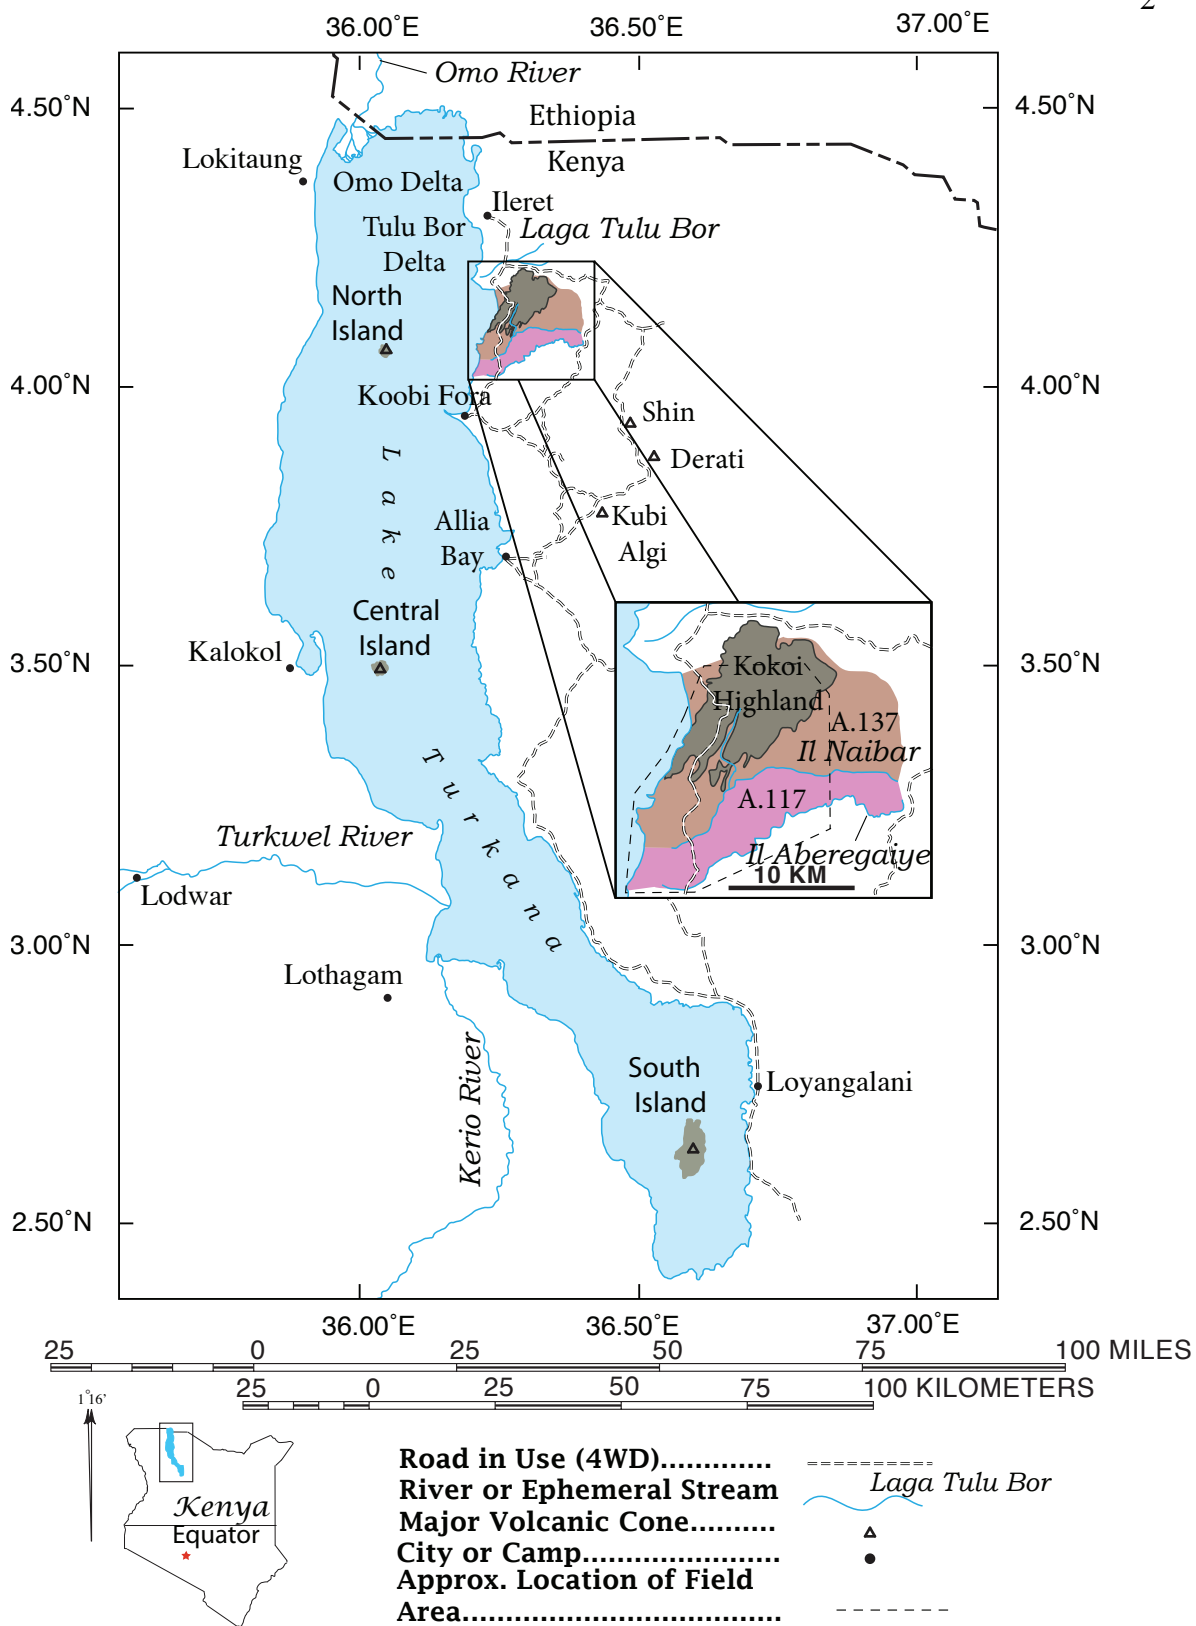 2
36.00°E
36.50°E
37.00°E
Omo River
4.50°N
4.50°N
Ethiopia
Kenya
Lokitaung
Omo Delta
Ileret
Tulu Bor
Delta
Laga Tulu Bor
North
Island
4.00°N
4.00°N
Koobi Fora
Shin
Derati
Lake
Allia
Bay
Kubi
Algi
Central
Island
Kalokol
3.50°N
3.50°N
Kokoi
Highland
A.137
Il Naibar
A.117
Il Aberegaiye
10 KM
Turkana
Turkwel River
Lodwar
3.00°N
3.00°N
Lothagam
Kerio River
South
Island
Loyangalani
2.50°N
2.50°N
36.00°E
36.50°E
37.00°E
25 0 25 50 75 100 MILES
25 0 25 50 75 100 KILOMETERS
1°16'
Kenya
Equator
Road in Use (4WD).............
River or Ephemeral Stream
Laga Tulu Bor
Major Volcanic Cone..........
City or Camp.......................
Approx. Location of Field
Area.....................................